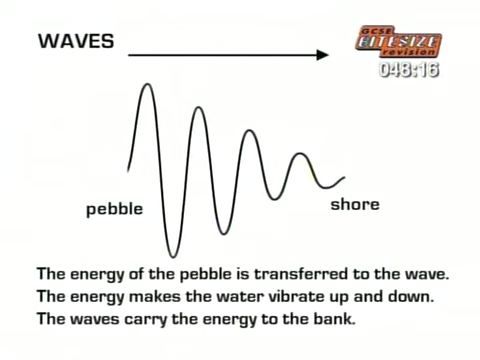 WAVES
GCSE
BITESIZE
revision
048:16
pebble
shore
The energy of the pebble is transferred to the wave.
The energy makes the water vibrate up and down.
The waves carry the energy to the bank.